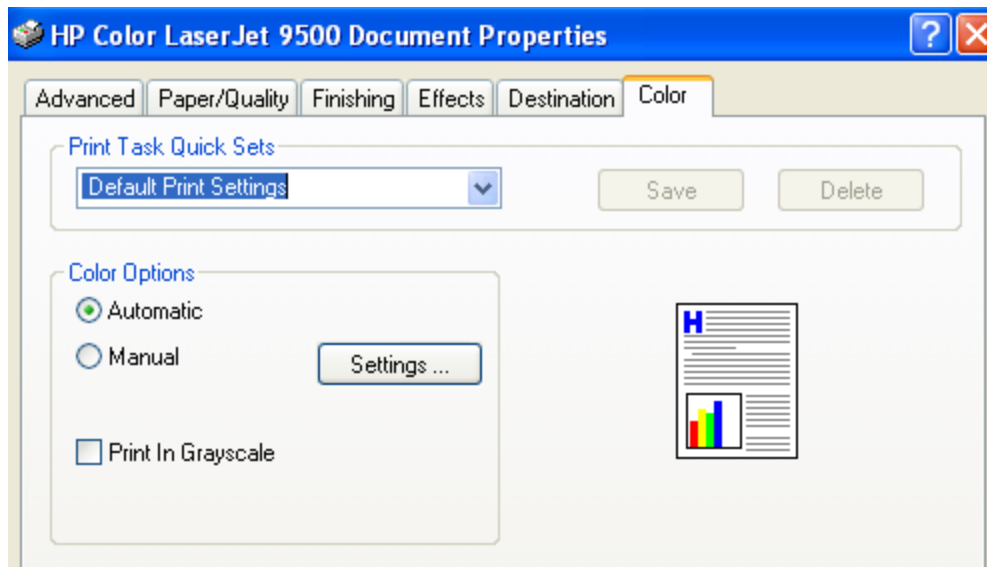 HP Color LaserJet 9500 Document Properties
?
Advanced Paper/Quality Finishing Effects Destination Color
Print Task Quick Sets
Default Print Settings
Save Delete
Color Options
Automatic
Manual
Settings ...
Print In Grayscale
H